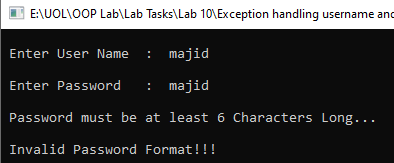 E:\UOL\OOP Lab\Lab Tasks\Lab 10\Exception handling username and
Enter User Name  :  majid
Enter Password   :  majid
Password must be at least 6 Characters Long...
Invalid Password Format!!!